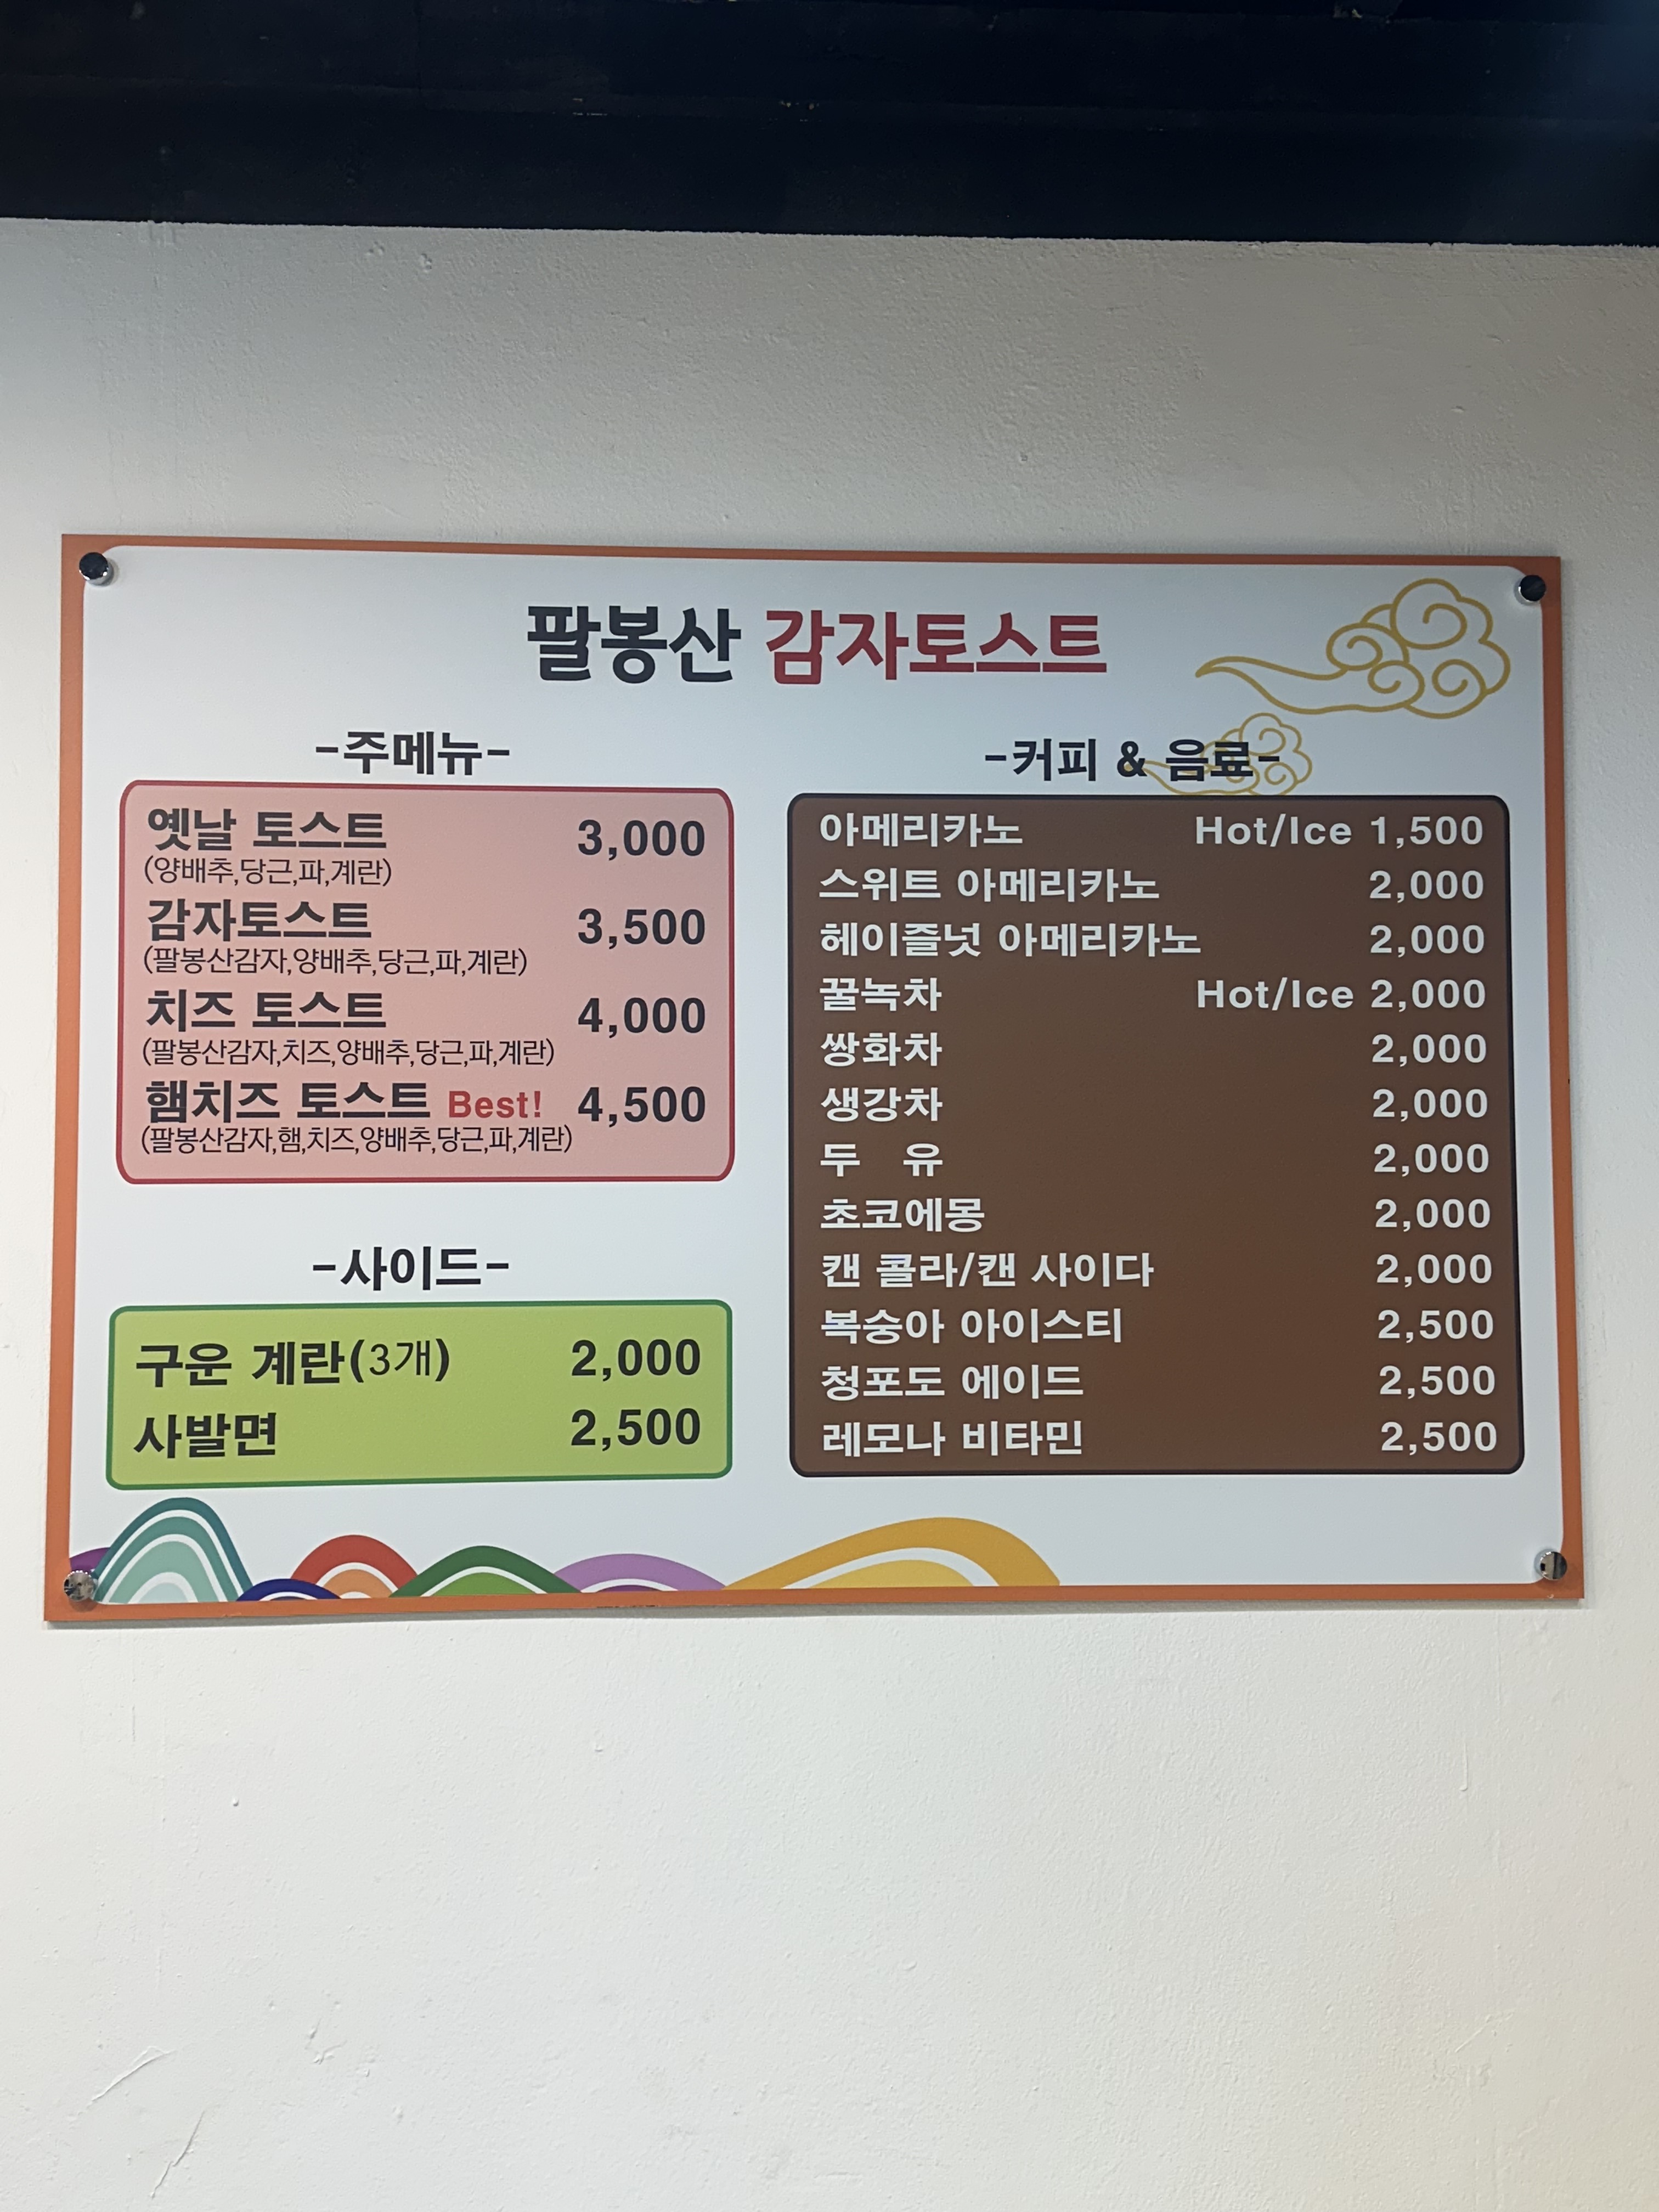 팔봉산 감자토스트
-주메뉴-
옛날 토스트 3,000
(양배추,당근,파,계란)
감자토스트 3,500
(팔봉산감자,양배추,당근,파,계란)
치즈 토스트 4,000
(팔봉산감자,치즈,양배추,당근,파,계란)
햄치즈 토스트 Best! 4,500
(팔봉산감자,햄,치즈,양배추,당근,파,계란)
-사이드-
구운 계란(3개) 2,000
사발면 2,500
-커피 & 음료-
아메리카노 Hot/Ice 1,500
스위트 아메리카노 2,000
헤이즐넛 아메리카노 2,000
꿀녹차 Hot/Ice 2,000
쌍화차 2,000
생강차 2,000
두 유 2,000
초코에몽 2,000
캔 콜라/캔 사이다 2,000
복숭아 아이스티 2,500
청포도 에이드 2,500
레모나 비타민 2,500